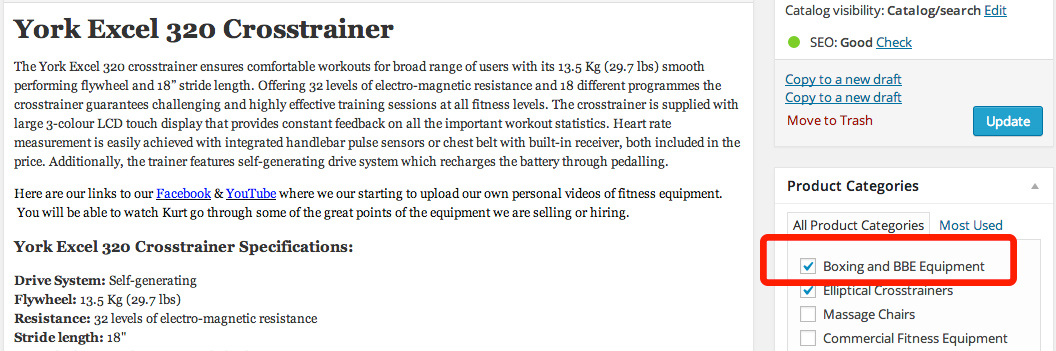 York Excel 320 Crosstrainer
The York Excel 320 crosstrainer ensures comfortable workouts for broad range of users with its 13.5 Kg (29.7 lbs) smooth
performing flywheel and 18” stride length. Offering 32 levels of electro-magnetic resistance and 18 different programmes the
crosstrainer guarantees challenging and highly effective training sessions at all fitness levels. The crosstrainer is supplied with
large 3-colour LCD touch display that provides constant feedback on all the important workout statistics. Heart rate
measurement is easily achieved with integrated handlebar pulse sensors or chest belt with built-in receiver, both included in the
price. Additionally, the trainer features self-generating drive system which recharges the battery through pedalling.
Here are our links to our Facebook & YouTube where we our starting to upload our own personal videos of fitness equipment.
You will be able to watch Kurt go through some of the great points of the equipment we are selling or hiring.
York Excel 320 Crosstrainer Specifications:
Drive System: Self-generating
Flywheel: 13.5 Kg (29.7 lbs)
Resistance: 32 levels of electro-magnetic resistance
Stride length: 18"
Catalog visibility: Catalog/search Edit
SEO: Good Check
Copy to a new draft
Copy to a new draft
Move to Trash
Update
Product Categories
All Product Categories
Most Used
Boxing and BBE Equipment
Elliptical Crosstrainers
Massage Chairs
Commercial Fitness Equipment